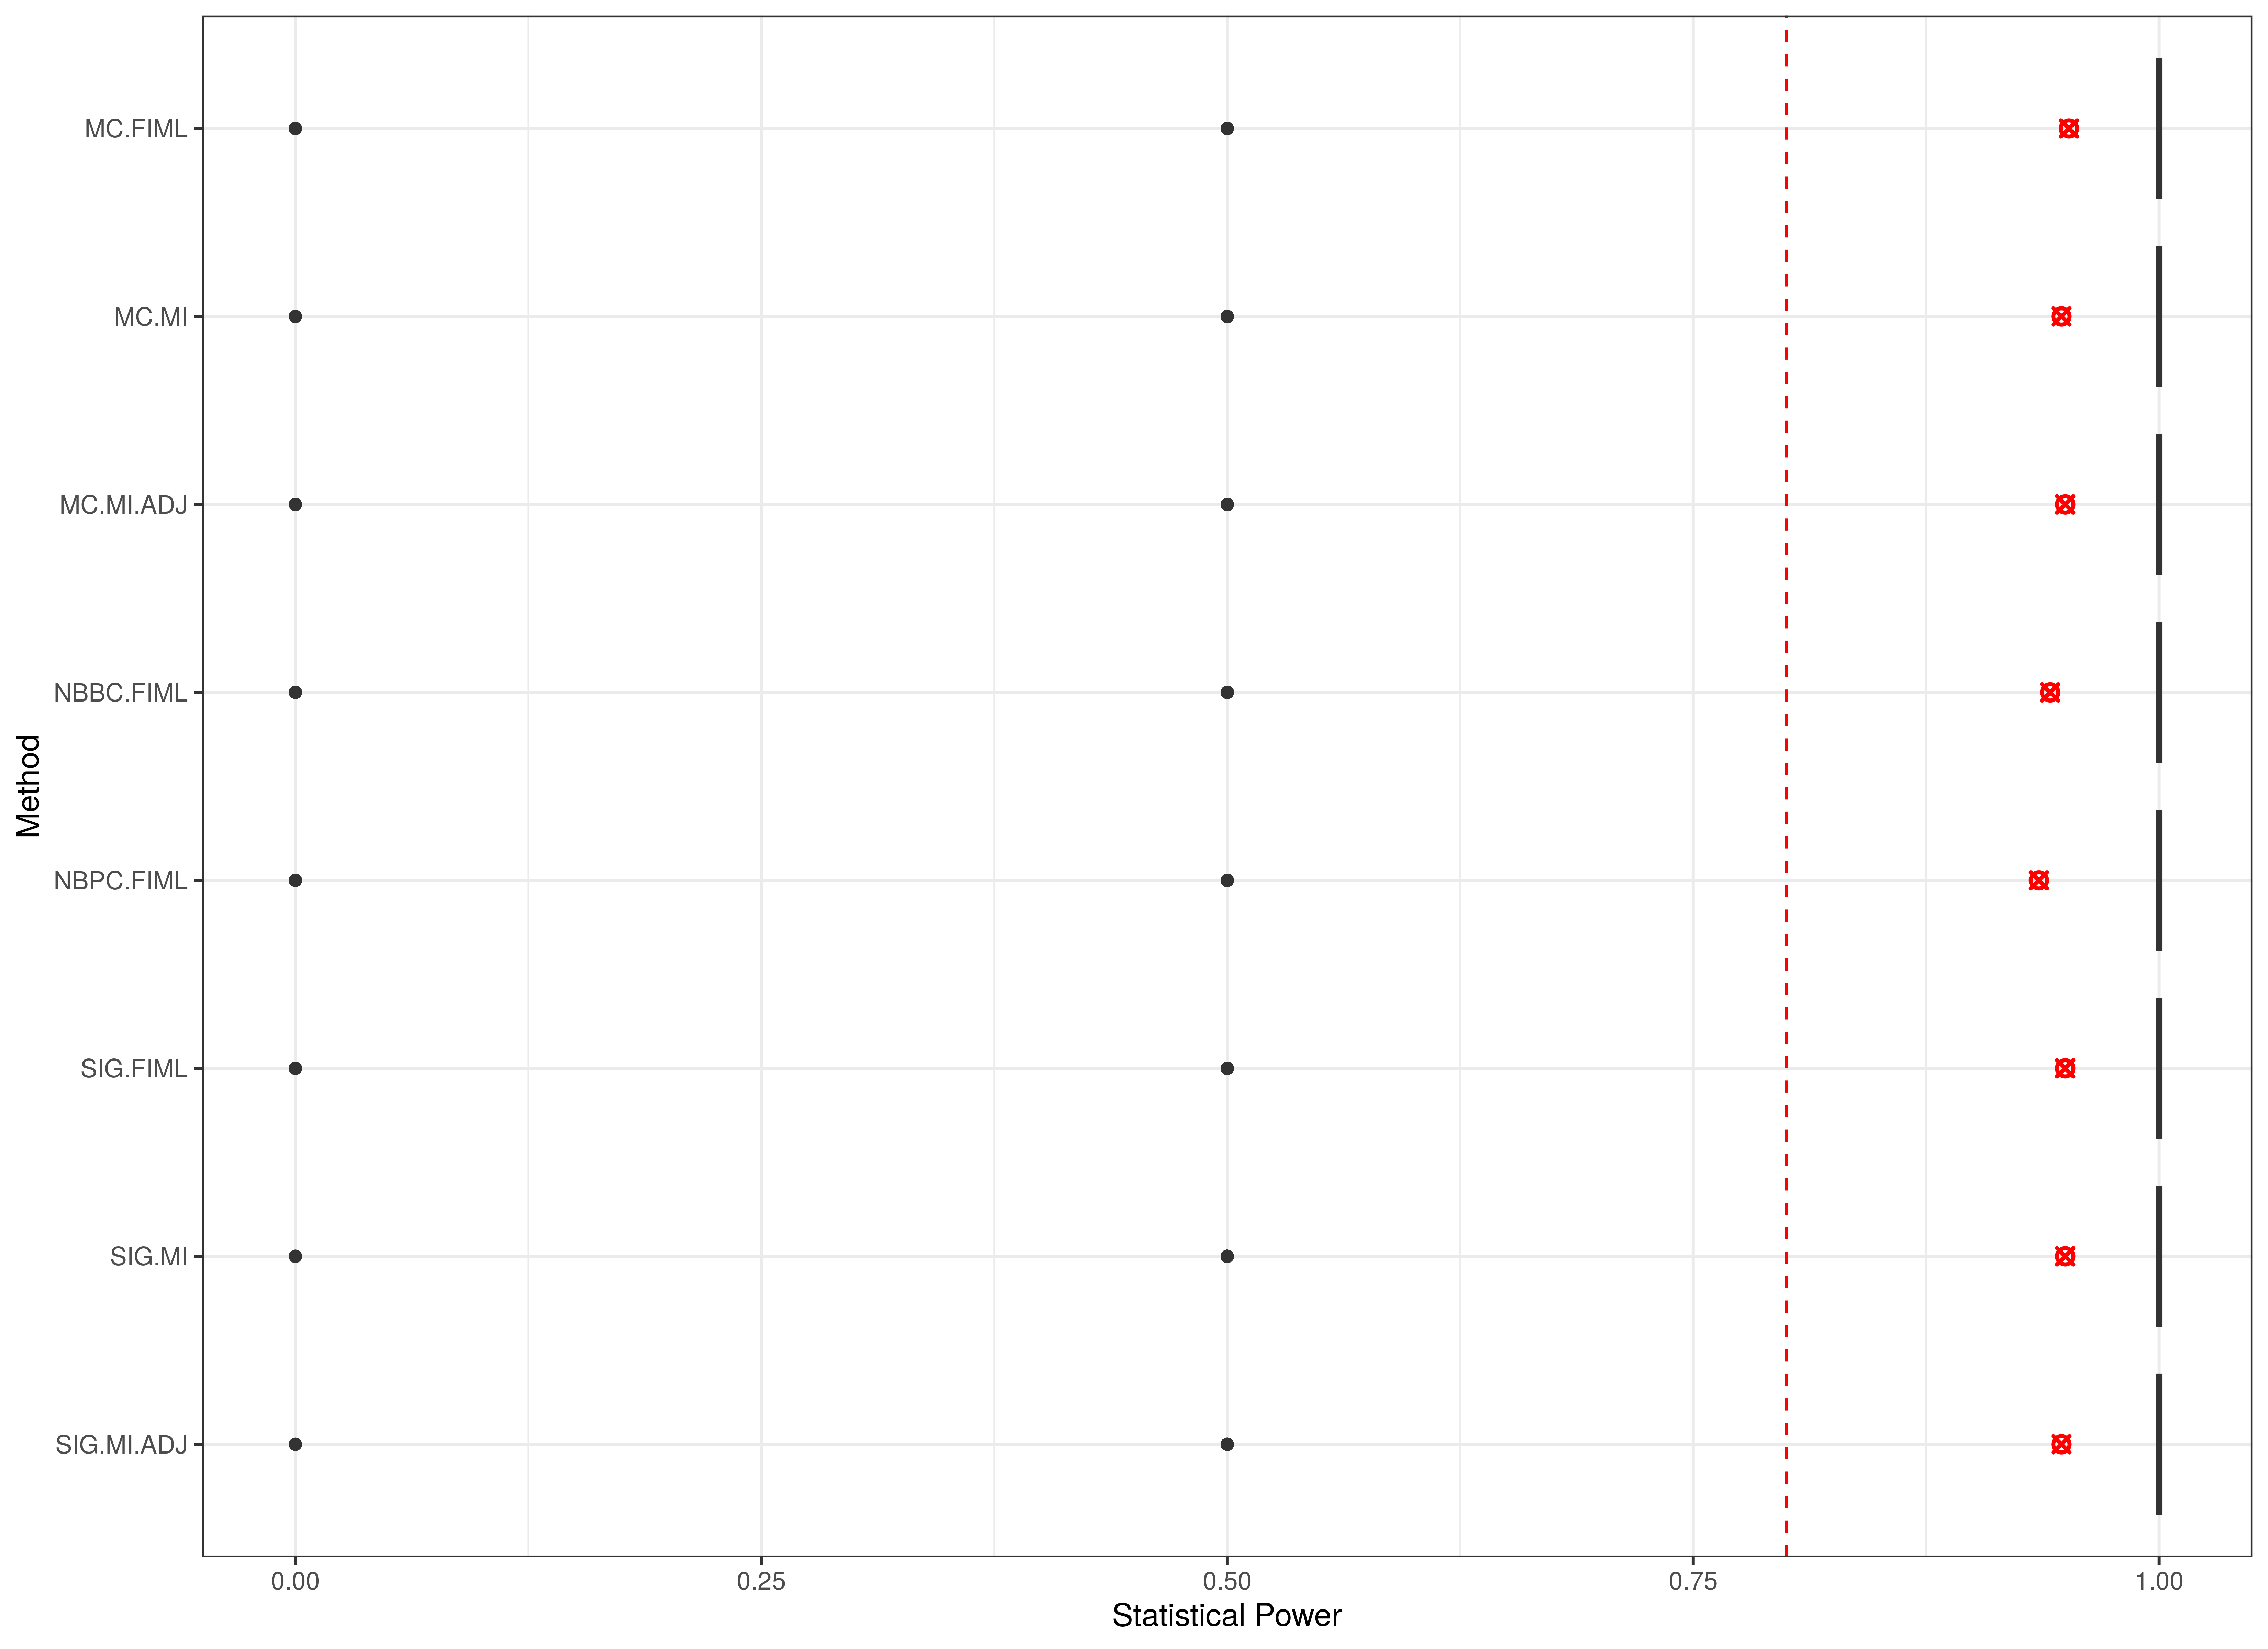 MC.FIML
MC.MI
MC.MI.ADJ
NBBC.FIML
Method
NBPC.FIML
SIG.FIML
SIG.MI
SIG.MI.ADJ
0.00 0.25 0.50 0.75 1.00
Statistical Power